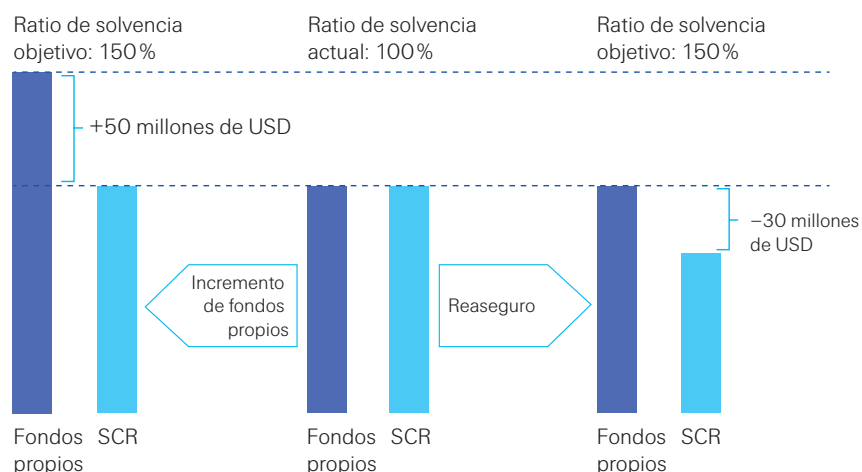 Ratio de solvencia
objetivo: 150 %
Ratio de solvencia
actual: 100 %
Ratio de solvencia
objetivo: 150 %
+50 millones de USD
−30 millones
de USD
Incremento
de fondos
propios
Reaseguro
Fondos
propios
SCR
Fondos
propios
SCR
Fondos
propios
SCR